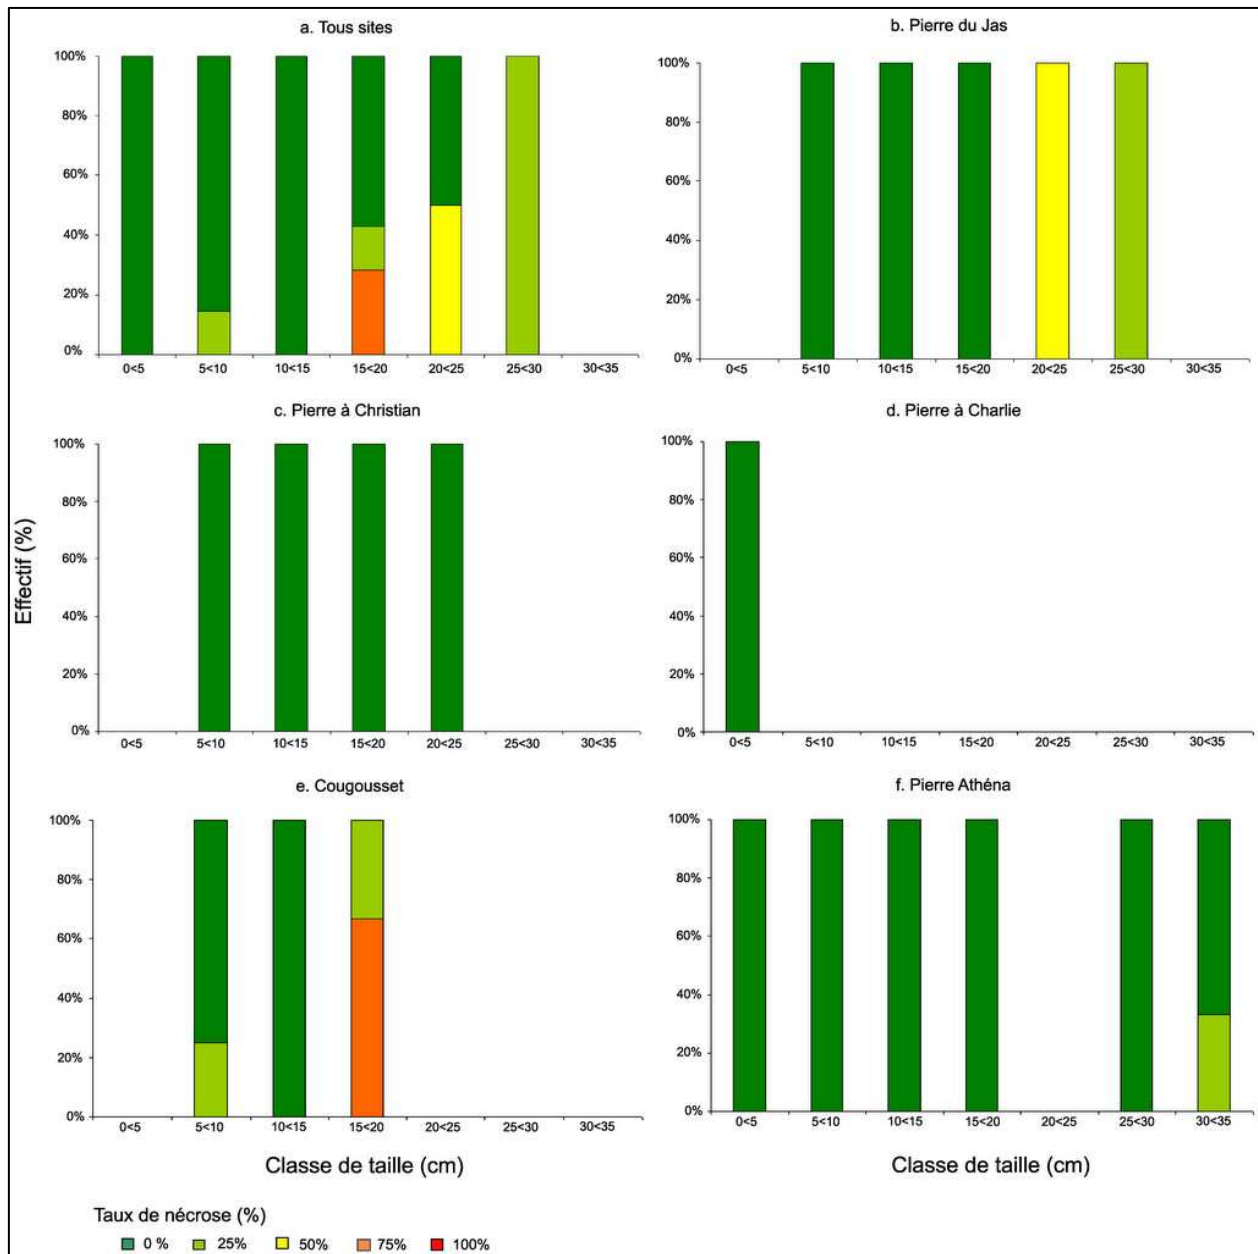 a. Tous sites
100%
80%
60%
40%
20%
0%
0<5 5<10 10<15 15<20 20<25 25<30 30<35
b. Pierre du Jas
100%
80%
60%
40%
20%
0%
0<5 5<10 10<15 15<20 20<25 25<30 30<35
c. Pierre à Christian
100%
80%
60%
40%
20%
0%
0<5 5<10 10<15 15<20 20<25 25<30 30<35
d. Pierre à Charlie
100%
80%
60%
40%
20%
0%
0<5 5<10 10<15 15<20 20<25 25<30 30<35
Effectif (%)
e. Cougousset
100%
80%
60%
40%
20%
0%
0<5 5<10 10<15 15<20 20<25 25<30 30<35
Classe de taille (cm)
f. Pierre Athéna
100%
80%
60%
40%
20%
0%
0<5 5<10 10<15 15<20 20<25 25<30 30<35
Classe de taille (cm)
Taux de nécrose (%)
0 % 25% 50% 75% 100%